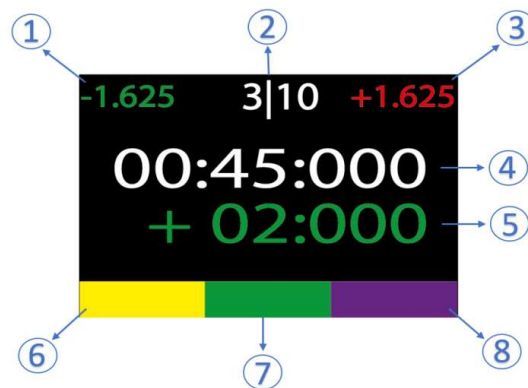 ① ② ③
-1.625 3|10 +1.625
00:45:000 ④
+ 02:000 ⑤
⑥ ⑦ ⑧